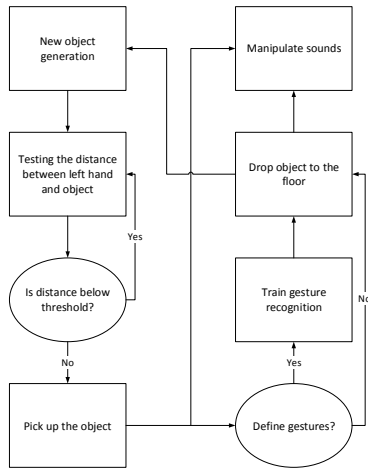 New object
generation
Manipulate sounds
Testing the distance
between left hand
and object
Drop object to the
floor
Yes
Is distance below
threshold?
Train gesture
recognition
No
No
Yes
Pick up the object
Define gestures?